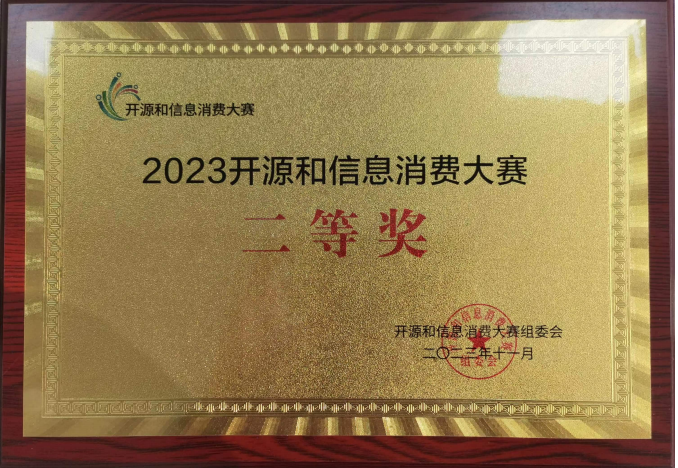 开源和信息消费大赛
2023开源和信息消费大赛
二等奖
开源和信息消费大赛组委会
二〇二三年十一月